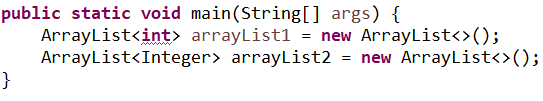 public static void main(String[] args) {
    ArrayList<int> arrayList1 = new ArrayList<>();
    ArrayList<Integer> arrayList2 = new ArrayList<>();
}